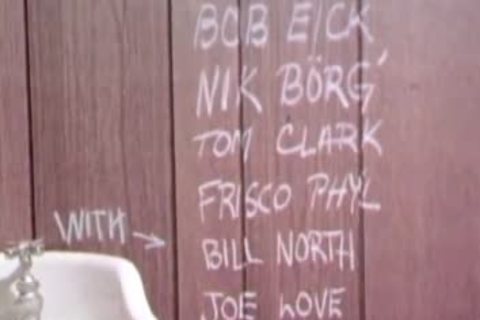 BOB EICK
NIK BÖRG
TOM CLARK
FRISCO PHYL
WITH → BILL NORTH
JOE LOVE